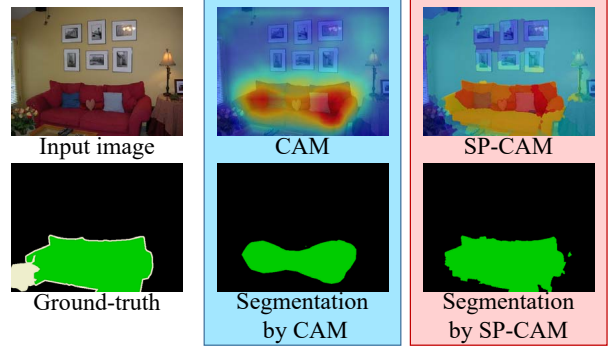 Input image
CAM
SP-CAM
Ground-truth
Segmentation
by CAM
Segmentation
by SP-CAM